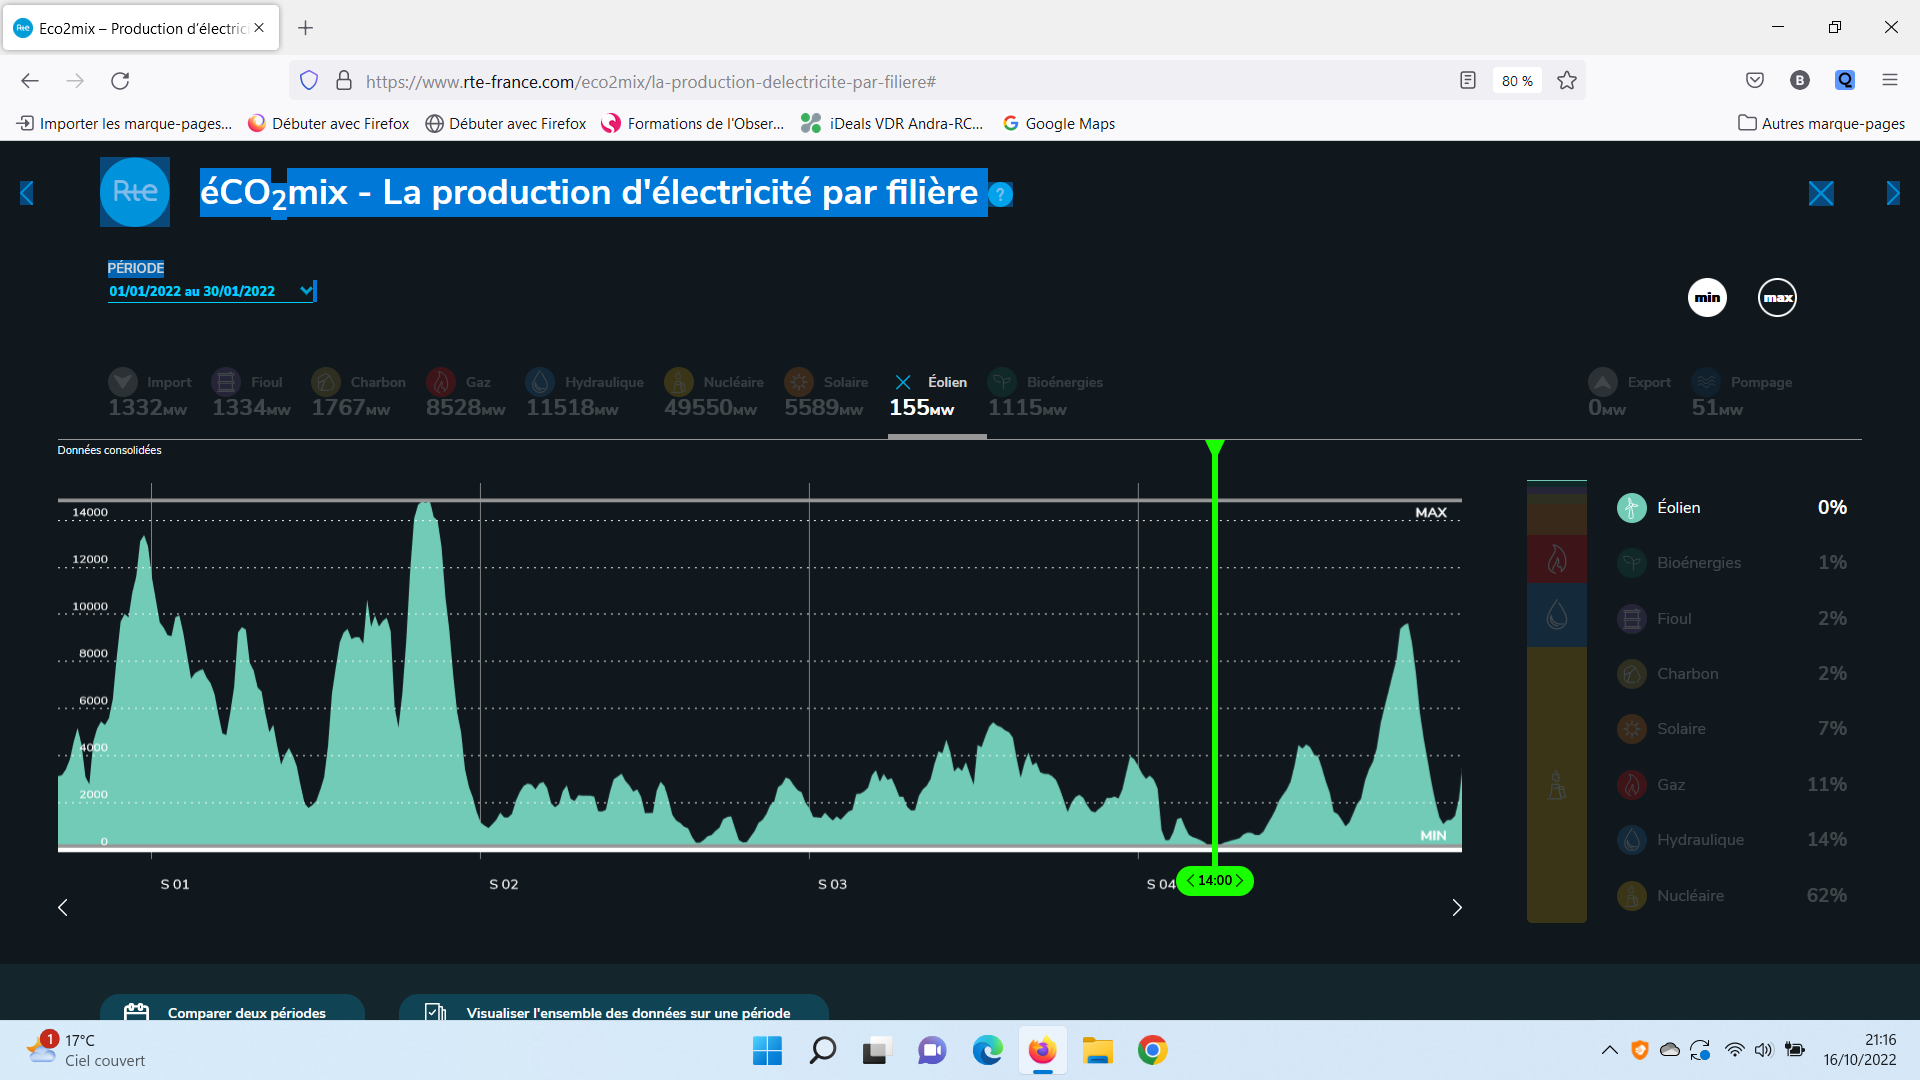 Eco2mix – Production d'électrici
https://www.rte-france.com/eco2mix/la-production-delectricite-par-filiere#
80 %
B
Q
Importer les marque-pages...
Débuter avec Firefox
Débuter avec Firefox
Formations de l'Obser...
iDeals VDR Andra-RC...
Google Maps
Autres marque-pages
Rte
éCO2mix - La production d'électricité par filière ?
PÉRIODE
01/01/2022 au 30/01/2022
min
max
Import
Fioul
Charbon
Gaz
Hydraulique
Nucléaire
Solaire
Éolien
Bioénergies
Export
Pompage
1332MW
1334MW
1767MW
8528MW
11518MW
49550MW
5589MW
155MW
1115MW
0MW
51MW
Données consolidées
14000
12000
10000
8000
6000
4000
2000
0
MAX
MIN
S 01
S 02
S 03
S 04
14:00
Éolien 0%
Bioénergies 1%
Fioul 2%
Charbon 2%
Solaire 7%
Gaz 11%
Hydraulique 14%
Nucléaire 62%
Comparer deux périodes
Visualiser l'ensemble des données sur une période
1
17°C
Ciel couvert
21:16
16/10/2022